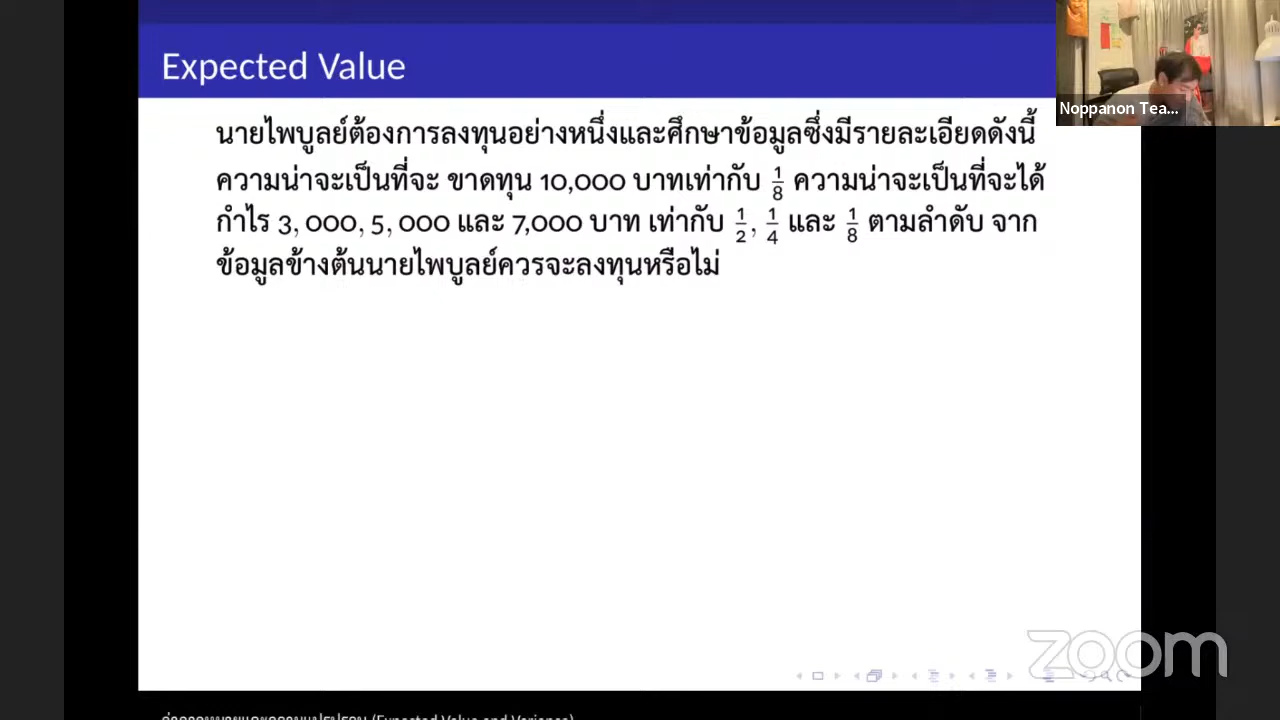 Expected Value
Noppanon Tea...
นายไพบูลย์ต้องการลงทุนอย่างหนึ่งและศึกษาข้อมูลซึ่งมีรายละเอียดดังนี้
ความน่าจะเป็นที่จะ ขาดทุน 10,000 บาทเท่ากับ 1/8 ความน่าจะเป็นที่จะได้
กำไร 3, 000, 5, 000 และ 7,000 บาท เท่ากับ 1/2, 1/4 และ 1/8 ตามลำดับ จาก
ข้อมูลข้างต้นนายไพบูลย์ควรจะลงทุนหรือไม่
zoom
(Expected Value and Variance)